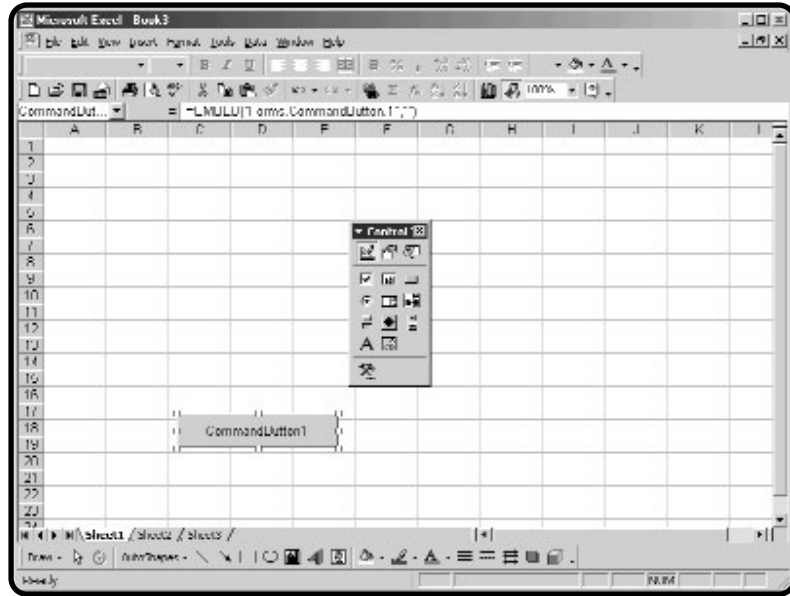 Microsoft Excel - Book3
File Edit View Insert Format Tools Data Window Help
B I U
100%
CommandBut... = =EMBED("Forms.CommandButton.1","")
A B C D E F G H I J K L
1
2
3
4
5
6
7
8
9
10
11
12
13
14
15
16
17
18
19
20
21
22
23
24
Control
CommandButton1
Sheet1 Sheet2 Sheet3
Draw AutoShapes
Ready NUM